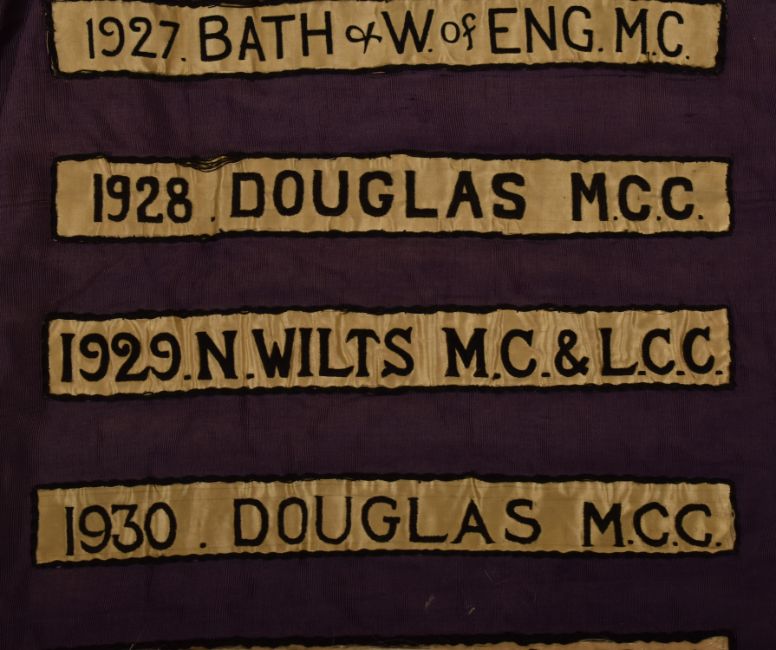 1927. BATH & W. of ENG. M.C.
1928. DOUGLAS M.C.C.
1929. N. WILTS M.C. & L.C.C.
1930. DOUGLAS M.C.C.